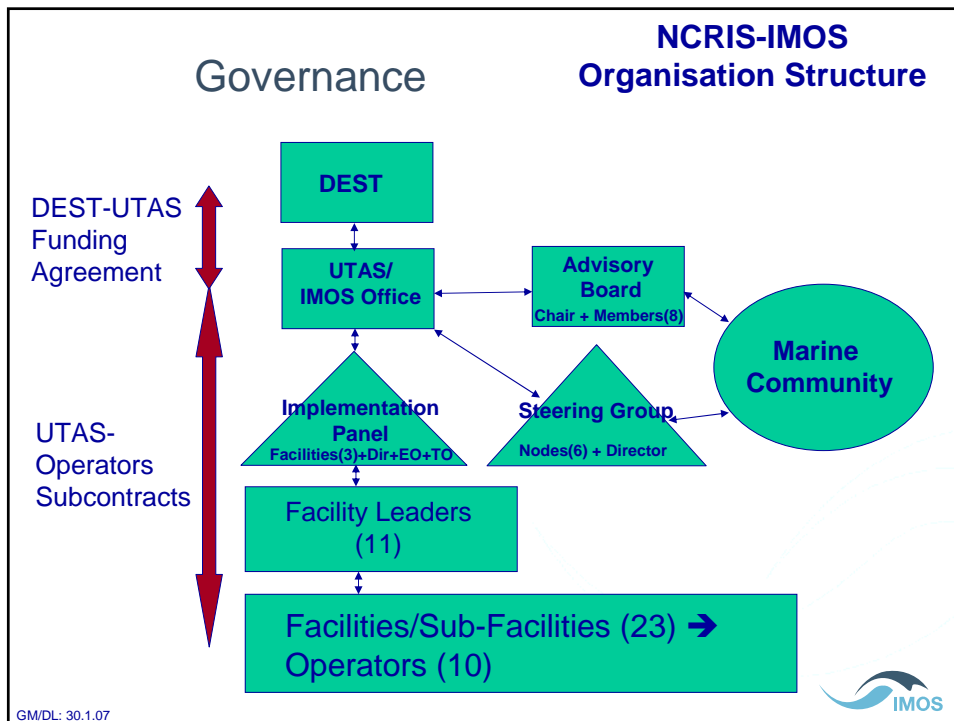 Governance
NCRIS-IMOS
Organisation Structure
DEST
DEST-UTAS
Funding
Agreement
UTAS/
IMOS Office
Advisory
Board
Chair + Members(8)
Marine
Community
Implementation
Panel
Facilities(3)+Dir+EO+TO
Steering Group
Nodes(6) + Director
UTAS-
Operators
Subcontracts
Facility Leaders
(11)
Facilities/Sub-Facilities (23) ➔
Operators (10)
GM/DL: 30.1.07
IMOS